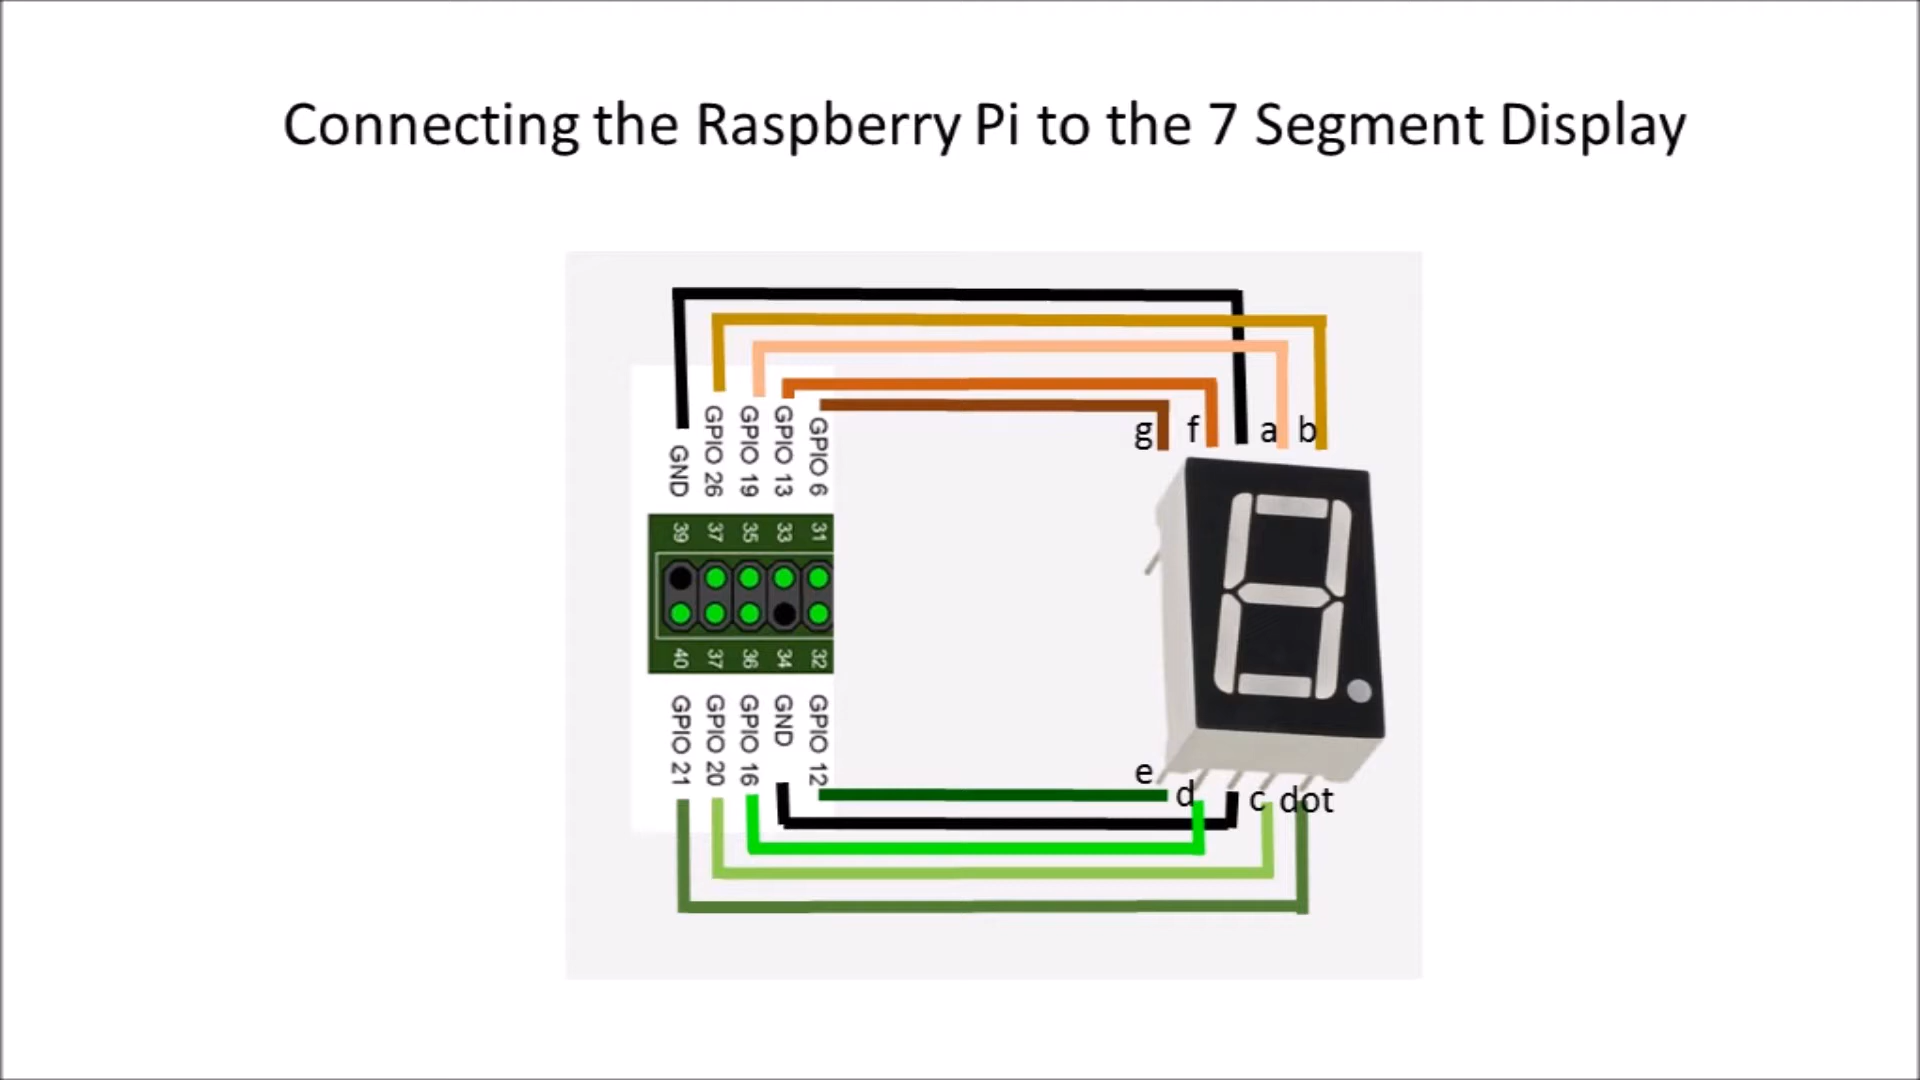 Connecting the Raspberry Pi to the 7 Segment Display
g f a b
GND GPIO 26 GPIO 19 GPIO 13 GPIO 6
39 37 35 33 31
40 37 36 34 32
GPIO 21 GPIO 20 GPIO 16 GND GPIO 12
e d c dot